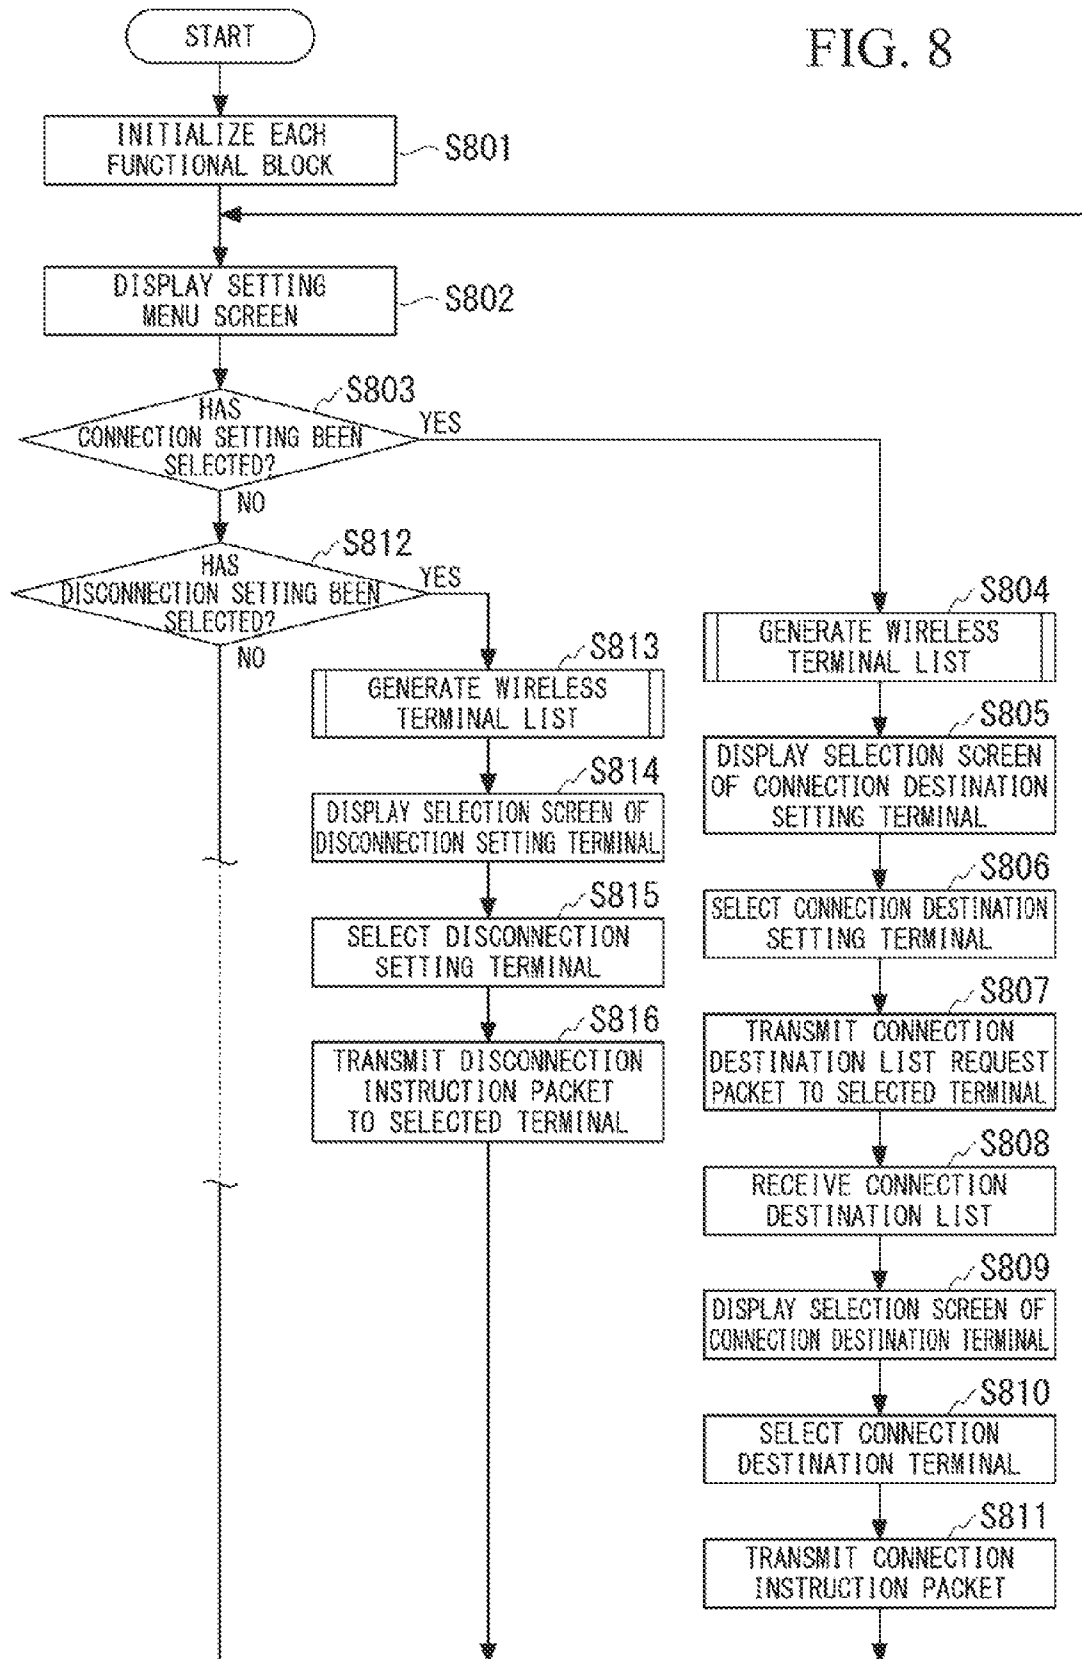 START
FIG. 8
INITIALIZE EACH
FUNCTIONAL BLOCK
S801
DISPLAY SETTING
MENU SCREEN
S802
S803
HAS
CONNECTION SETTING BEEN
SELECTED?
YES
NO
S812
HAS
DISCONNECTION SETTING BEEN
SELECTED?
YES
NO
S813
GENERATE WIRELESS
TERMINAL LIST
S814
DISPLAY SELECTION SCREEN OF
DISCONNECTION SETTING TERMINAL
S815
SELECT DISCONNECTION
SETTING TERMINAL
S816
TRANSMIT DISCONNECTION
INSTRUCTION PACKET
TO SELECTED TERMINAL
S804
GENERATE WIRELESS
TERMINAL LIST
S805
DISPLAY SELECTION SCREEN
OF CONNECTION DESTINATION
SETTING TERMINAL
S806
SELECT CONNECTION DESTINATION
SETTING TERMINAL
S807
TRANSMIT CONNECTION
DESTINATION LIST REQUEST
PACKET TO SELECTED TERMINAL
S808
RECEIVE CONNECTION
DESTINATION LIST
S809
DISPLAY SELECTION SCREEN OF
CONNECTION DESTINATION TERMINAL
S810
SELECT CONNECTION
DESTINATION TERMINAL
S811
TRANSMIT CONNECTION
INSTRUCTION PACKET